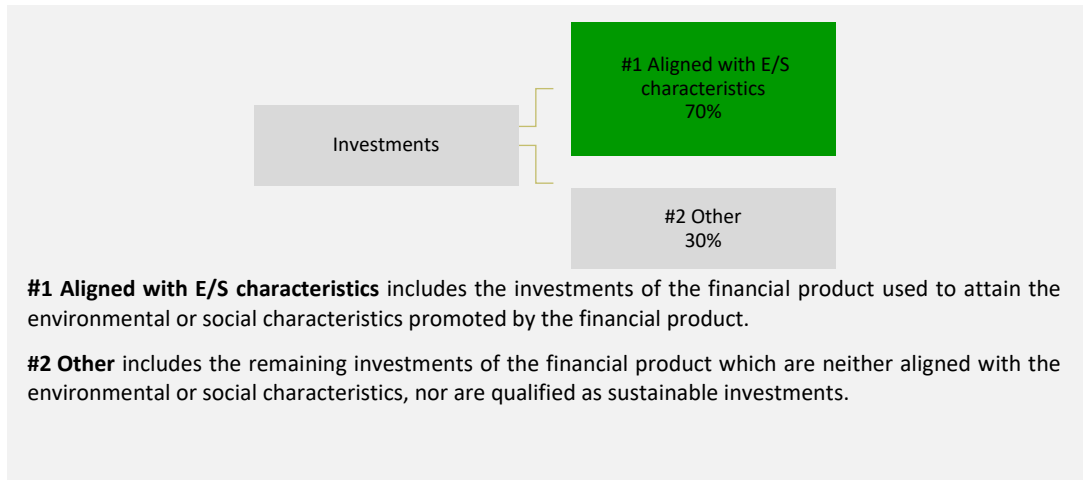 #1 Aligned with E/S
characteristics
70%
Investments
#2 Other
30%
#1 Aligned with E/S characteristics includes the investments of the financial product used to attain the
environmental or social characteristics promoted by the financial product.
#2 Other includes the remaining investments of the financial product which are neither aligned with the
environmental or social characteristics, nor are qualified as sustainable investments.